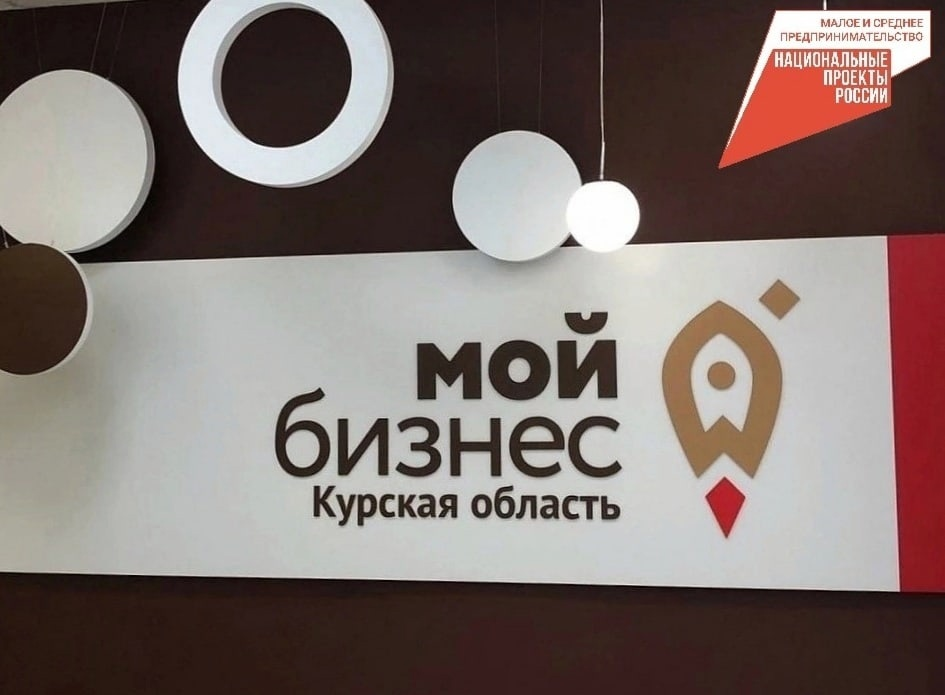 МАЛОЕ И СРЕДНЕЕ
ПРЕДПРИНИМАТЕЛЬСТВО
НАЦИОНАЛЬНЫЕ
ПРОЕКТЫ
РОССИИ
мой
бизнес
Курская область